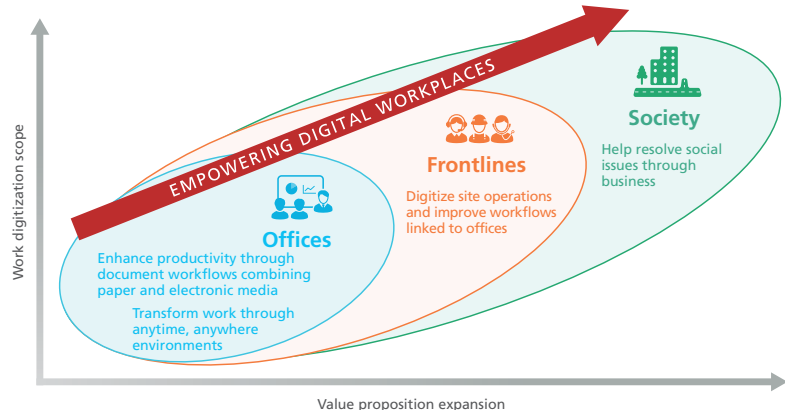 Work digitization scope
EMPOWERING DIGITAL WORKPLACES
Society
Help resolve social
issues through
business
Frontlines
Digitize site operations
and improve workflows
linked to offices
Offices
Enhance productivity through
document workflows combining
paper and electronic media
Transform work through
anytime, anywhere
environments
Value proposition expansion